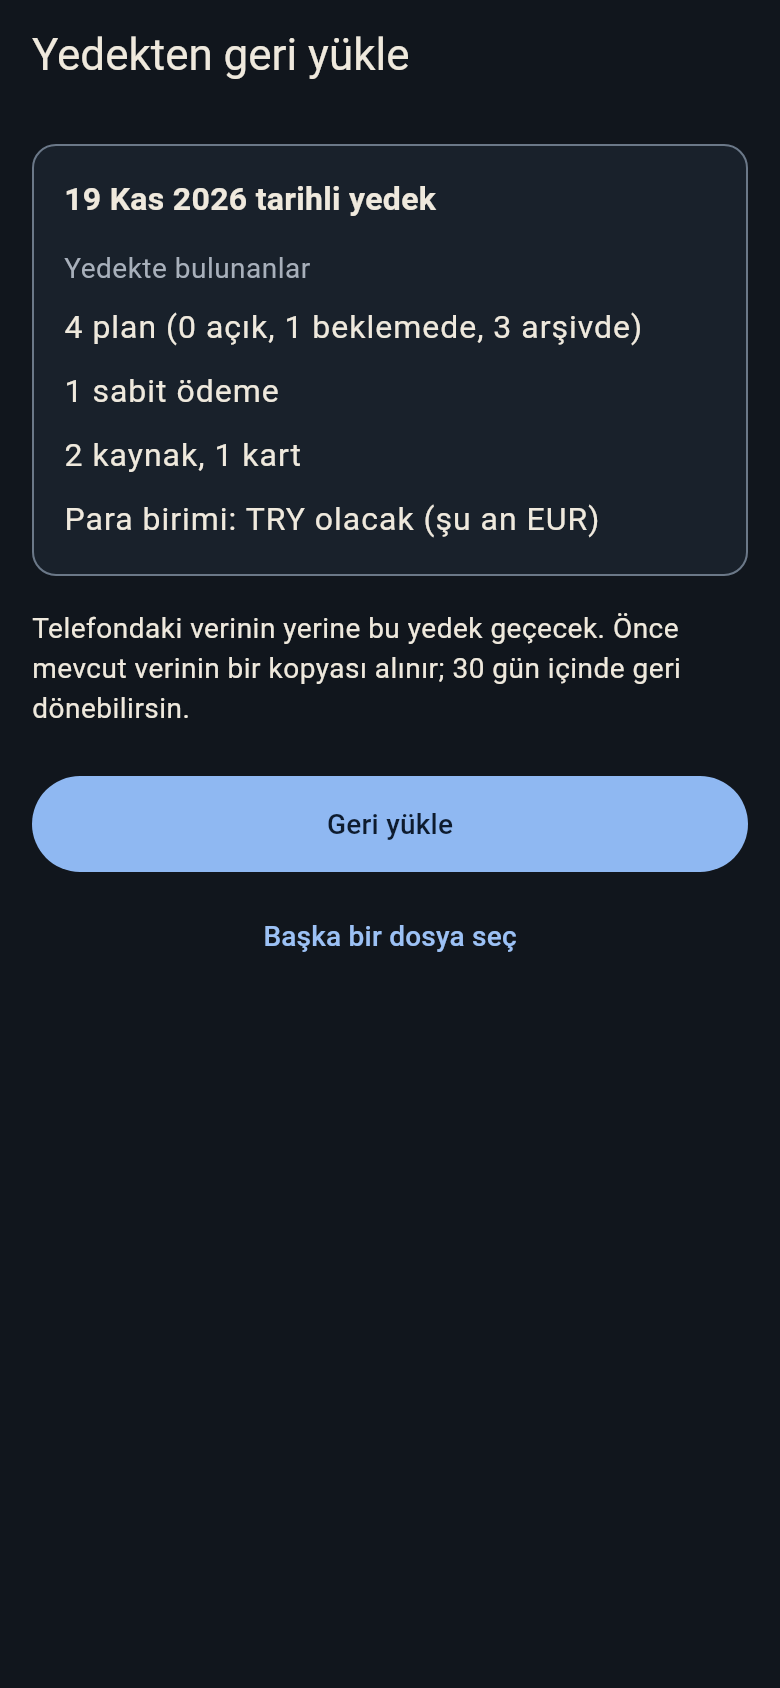 Yedekten geri yükle
19 Kas 2026 tarihli yedek
Yedekte bulunanlar
4 plan (0 açık, 1 beklemede, 3 arşivde)
1 sabit ödeme
2 kaynak, 1 kart
Para birimi: TRY olacak (şu an EUR)
Telefondaki verinin yerine bu yedek geçecek. Önce
mevcut verinin bir kopyası alınır; 30 gün içinde geri
dönebilirsin.
Geri yükle
Başka bir dosya seç